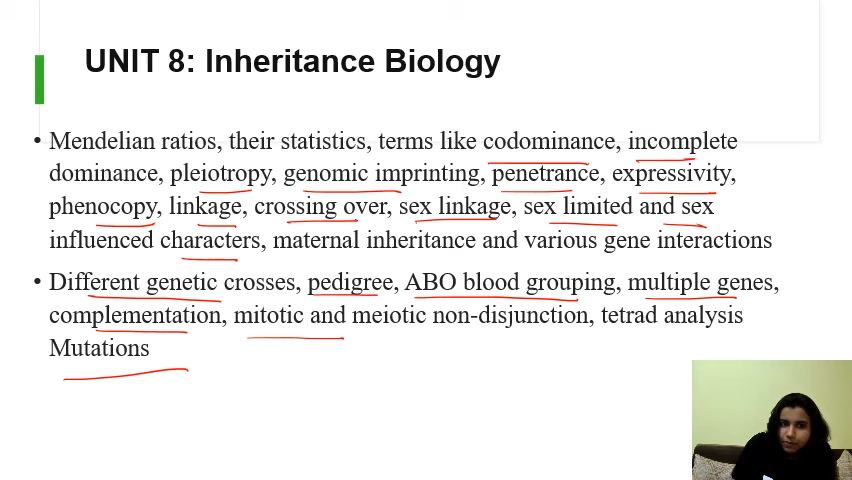 UNIT 8: Inheritance Biology
• Mendelian ratios, their statistics, terms like codominance, incomplete
dominance, pleiotropy, genomic imprinting, penetrance, expressivity,
phenocopy, linkage, crossing over, sex linkage, sex limited and sex
influenced characters, maternal inheritance and various gene interactions
• Different genetic crosses, pedigree, ABO blood grouping, multiple genes,
complementation, mitotic and meiotic non-disjunction, tetrad analysis
Mutations